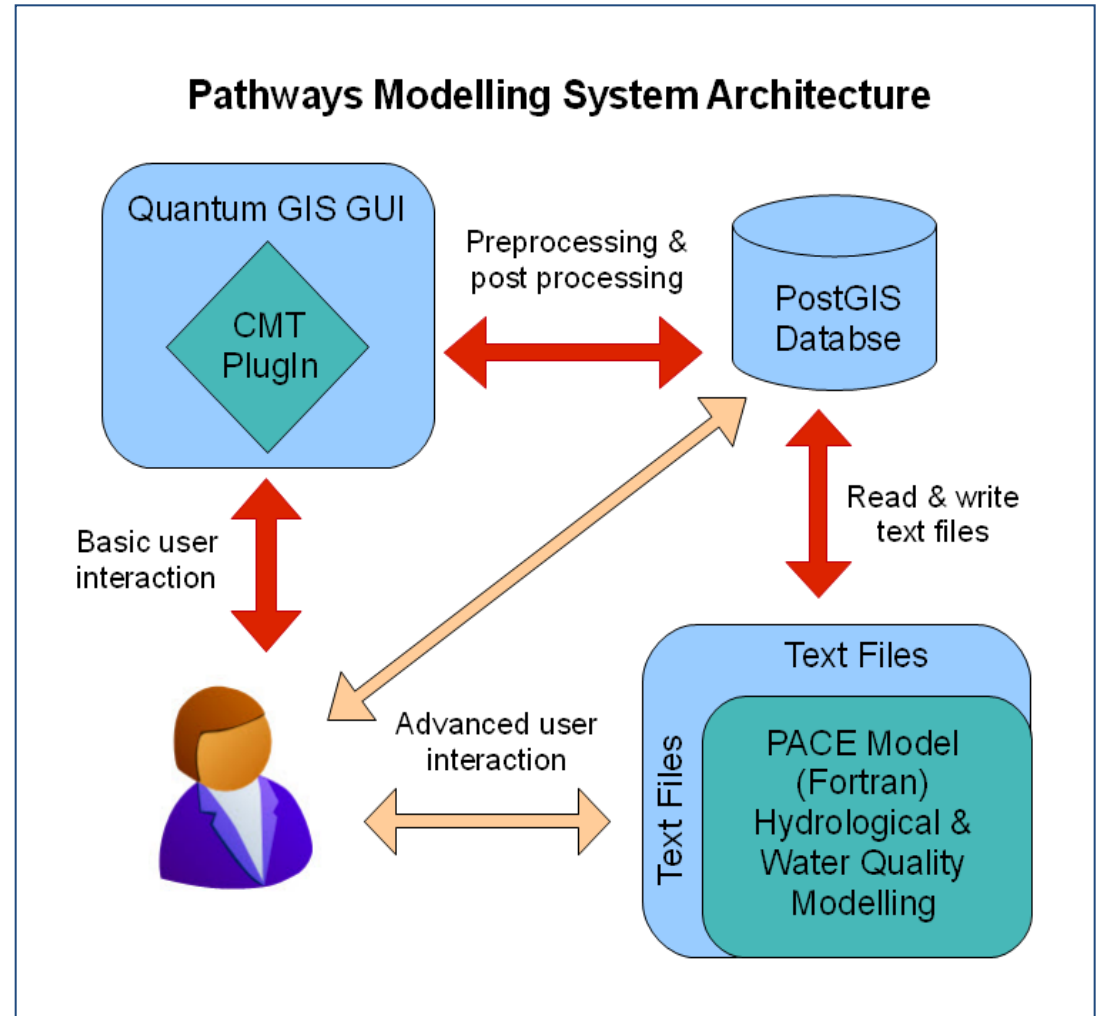 Pathways Modelling System Architecture
Quantum GIS GUI
CMT
PlugIn
Preprocessing &
post processing
PostGIS
Databse
Basic user
interaction
Read & write
text files
Advanced user
interaction
Text Files
Text Files
PACE Model
(Fortran)
Hydrological &
Water Quality
Modelling